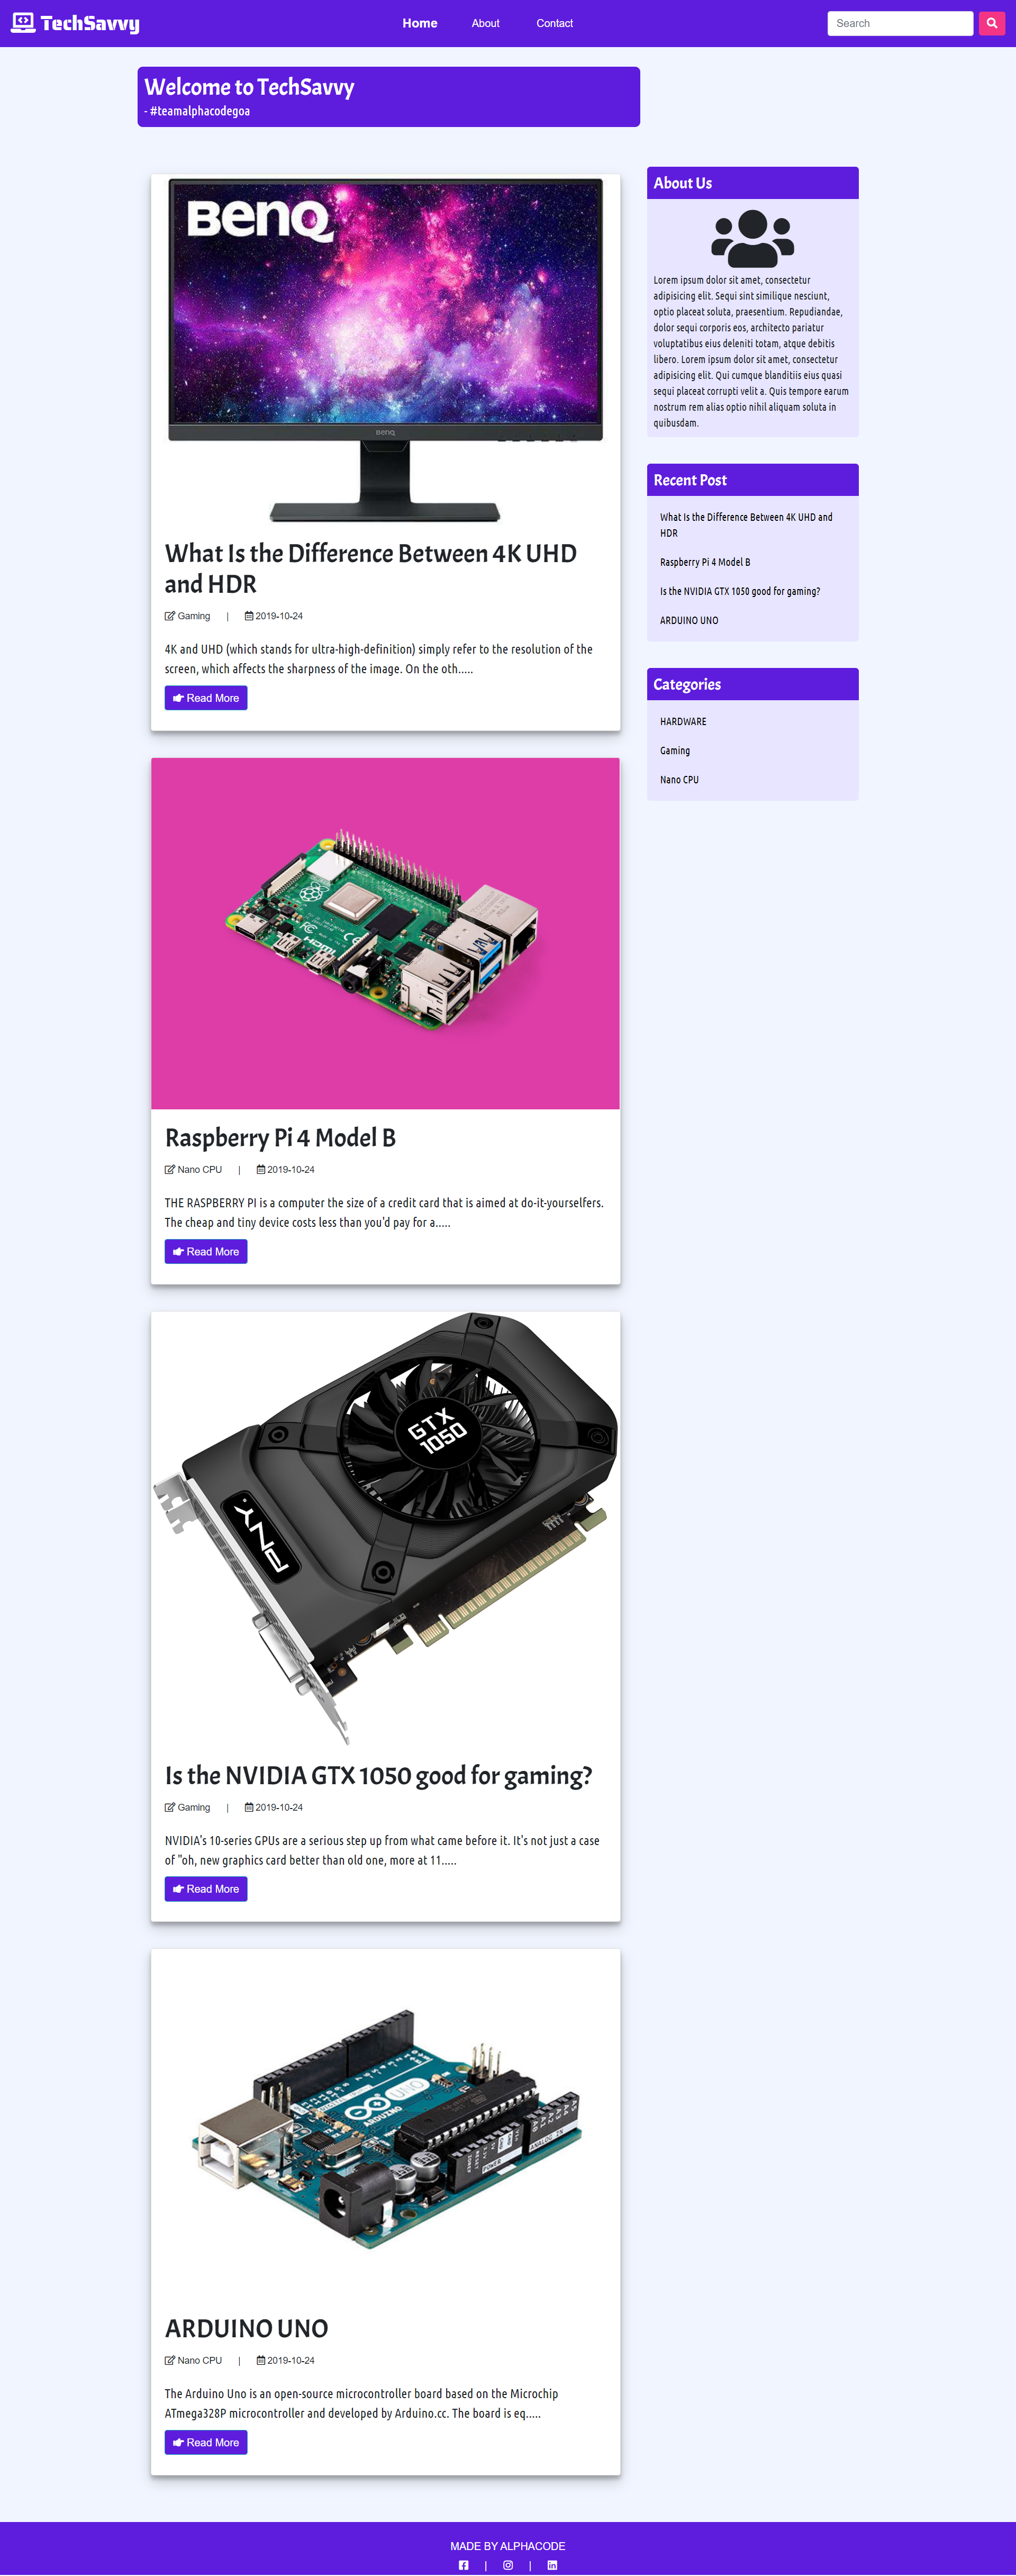 TechSavvy
Home
About
Contact
Search
Welcome to TechSavvy
- #teamalphacodegoa
BenQ
BenQ
What Is the Difference Between 4K UHD
and HDR
Gaming | 2019-10-24
4K and UHD (which stands for ultra-high-definition) simply refer to the resolution of the
screen, which affects the sharpness of the image. On the oth.....
Read More
HDMI
Raspberry Pi 4 Model B
Nano CPU | 2019-10-24
THE RASPBERRY PI is a computer the size of a credit card that is aimed at do-it-yourselfers.
The cheap and tiny device costs less than you'd pay for a.....
Read More
GTX
1050
PNY
Is the NVIDIA GTX 1050 good for gaming?
Gaming | 2019-10-24
NVIDIA's 10-series GPUs are a serious step up from what came before it. It's not just a case
of "oh, new graphics card better than old one, more at 11.....
Read More
UNO
ARDUINO
POWER
ANALOG IN
ARDUINO UNO
Nano CPU | 2019-10-24
The Arduino Uno is an open-source microcontroller board based on the Microchip
ATmega328P microcontroller and developed by Arduino.cc. The board is eq.....
Read More
About Us
Lorem ipsum dolor sit amet, consectetur
adipisicing elit. Sequi sint similique nesciunt,
optio placeat soluta, praesentium. Repudiandae,
dolor sequi corporis eos, architecto pariatur
voluptatibus eius deleniti totam, atque debitis
libero. Lorem ipsum dolor sit amet, consectetur
adipisicing elit. Qui cumque blanditiis eius quasi
sequi placeat corrupti velit a. Quis tempore earum
nostrum rem alias optio nihil aliquam soluta in
quibusdam.
Recent Post
What Is the Difference Between 4K UHD and
HDR
Raspberry Pi 4 Model B
Is the NVIDIA GTX 1050 good for gaming?
ARDUINO UNO
Categories
HARDWARE
Gaming
Nano CPU
MADE BY ALPHACODE
| |